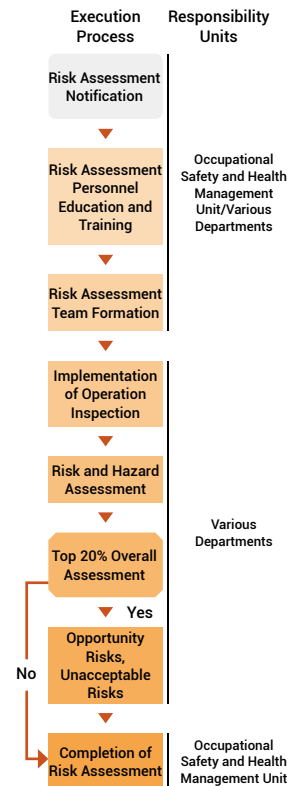 Execution
Process
Responsibility
Units
Risk Assessment
Notification
Risk Assessment
Personnel
Education and
Training
Occupational
Safety and Health
Management
Unit/Various
Departments
Risk Assessment
Team Formation
Implementation
of Operation
Inspection
Risk and Hazard
Assessment
Various
Departments
Top 20% Overall
Assessment
Yes
Opportunity
Risks,
Unacceptable
Risks
No
Completion of
Risk Assessment
Occupational
Safety and Health
Management Unit